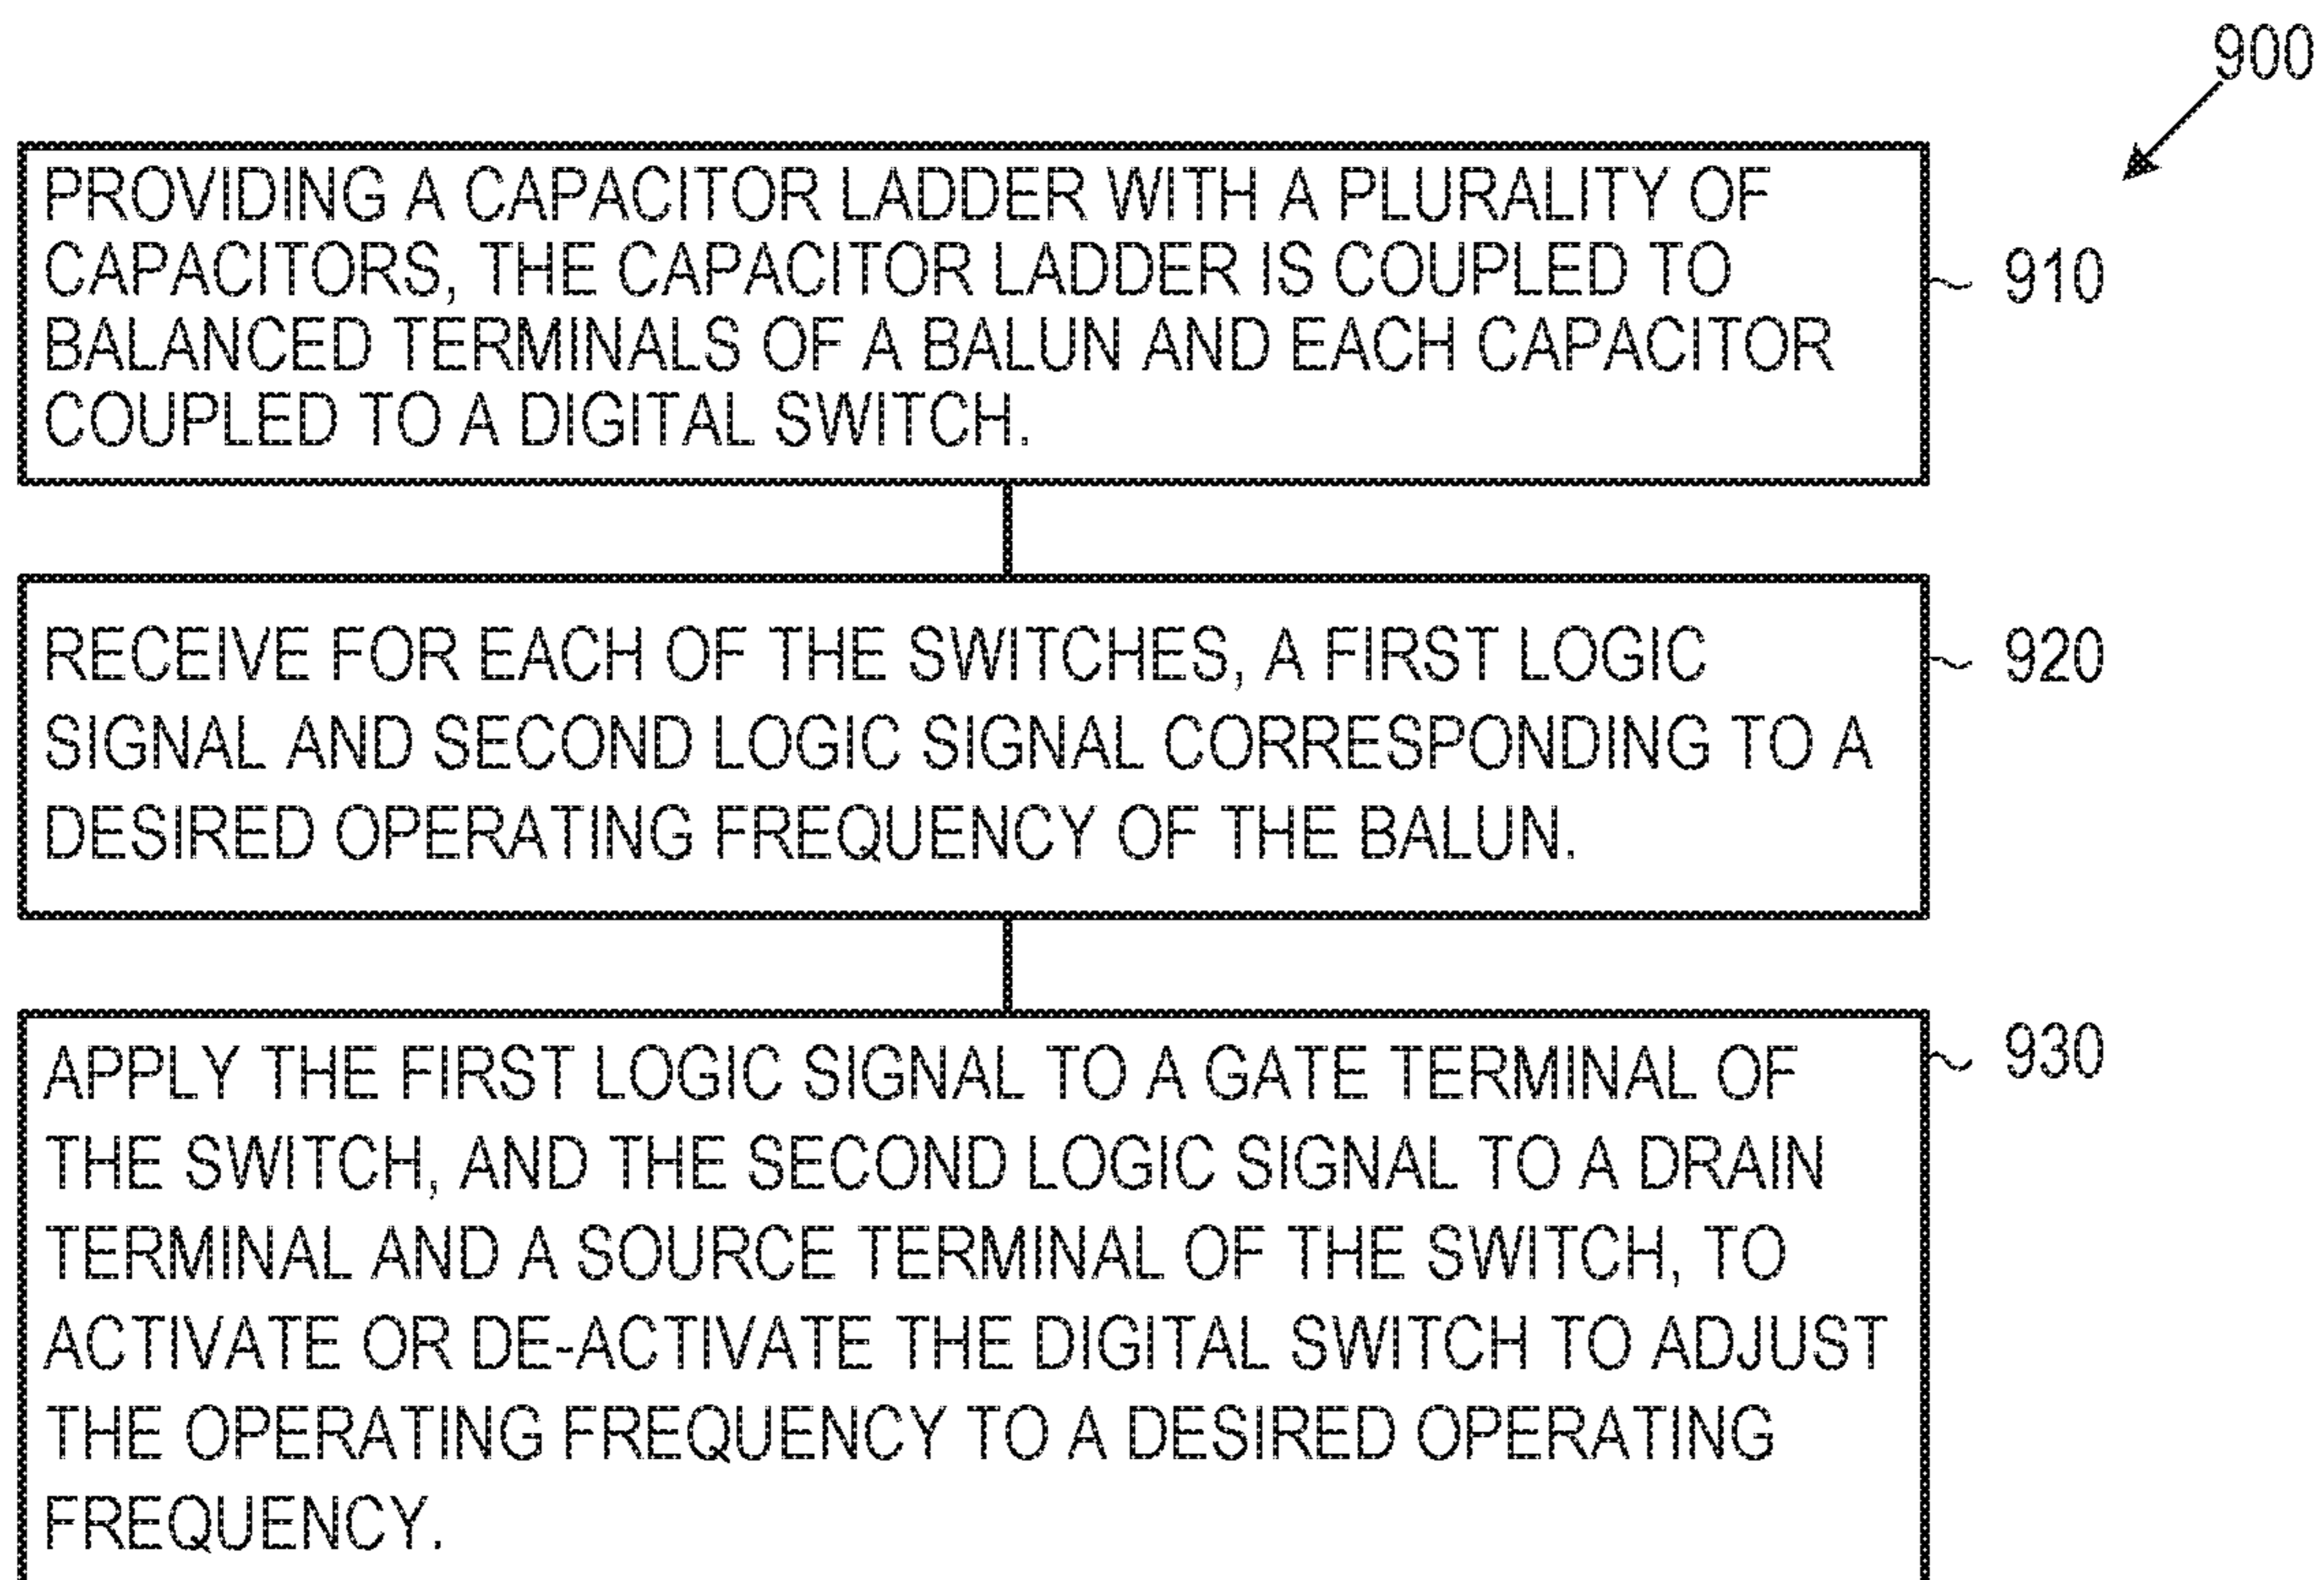 900
PROVIDING A CAPACITOR LADDER WITH A PLURALITY OF
CAPACITORS, THE CAPACITOR LADDER IS COUPLED TO
BALANCED TERMINALS OF A BALUN AND EACH CAPACITOR
COUPLED TO A DIGITAL SWITCH.
910
RECEIVE FOR EACH OF THE SWITCHES, A FIRST LOGIC
SIGNAL AND SECOND LOGIC SIGNAL CORRESPONDING TO A
DESIRED OPERATING FREQUENCY OF THE BALUN.
920
APPLY THE FIRST LOGIC SIGNAL TO A GATE TERMINAL OF
THE SWITCH, AND THE SECOND LOGIC SIGNAL TO A DRAIN
TERMINAL AND A SOURCE TERMINAL OF THE SWITCH, TO
ACTIVATE OR DE-ACTIVATE THE DIGITAL SWITCH TO ADJUST
THE OPERATING FREQUENCY TO A DESIRED OPERATING
FREQUENCY.
930